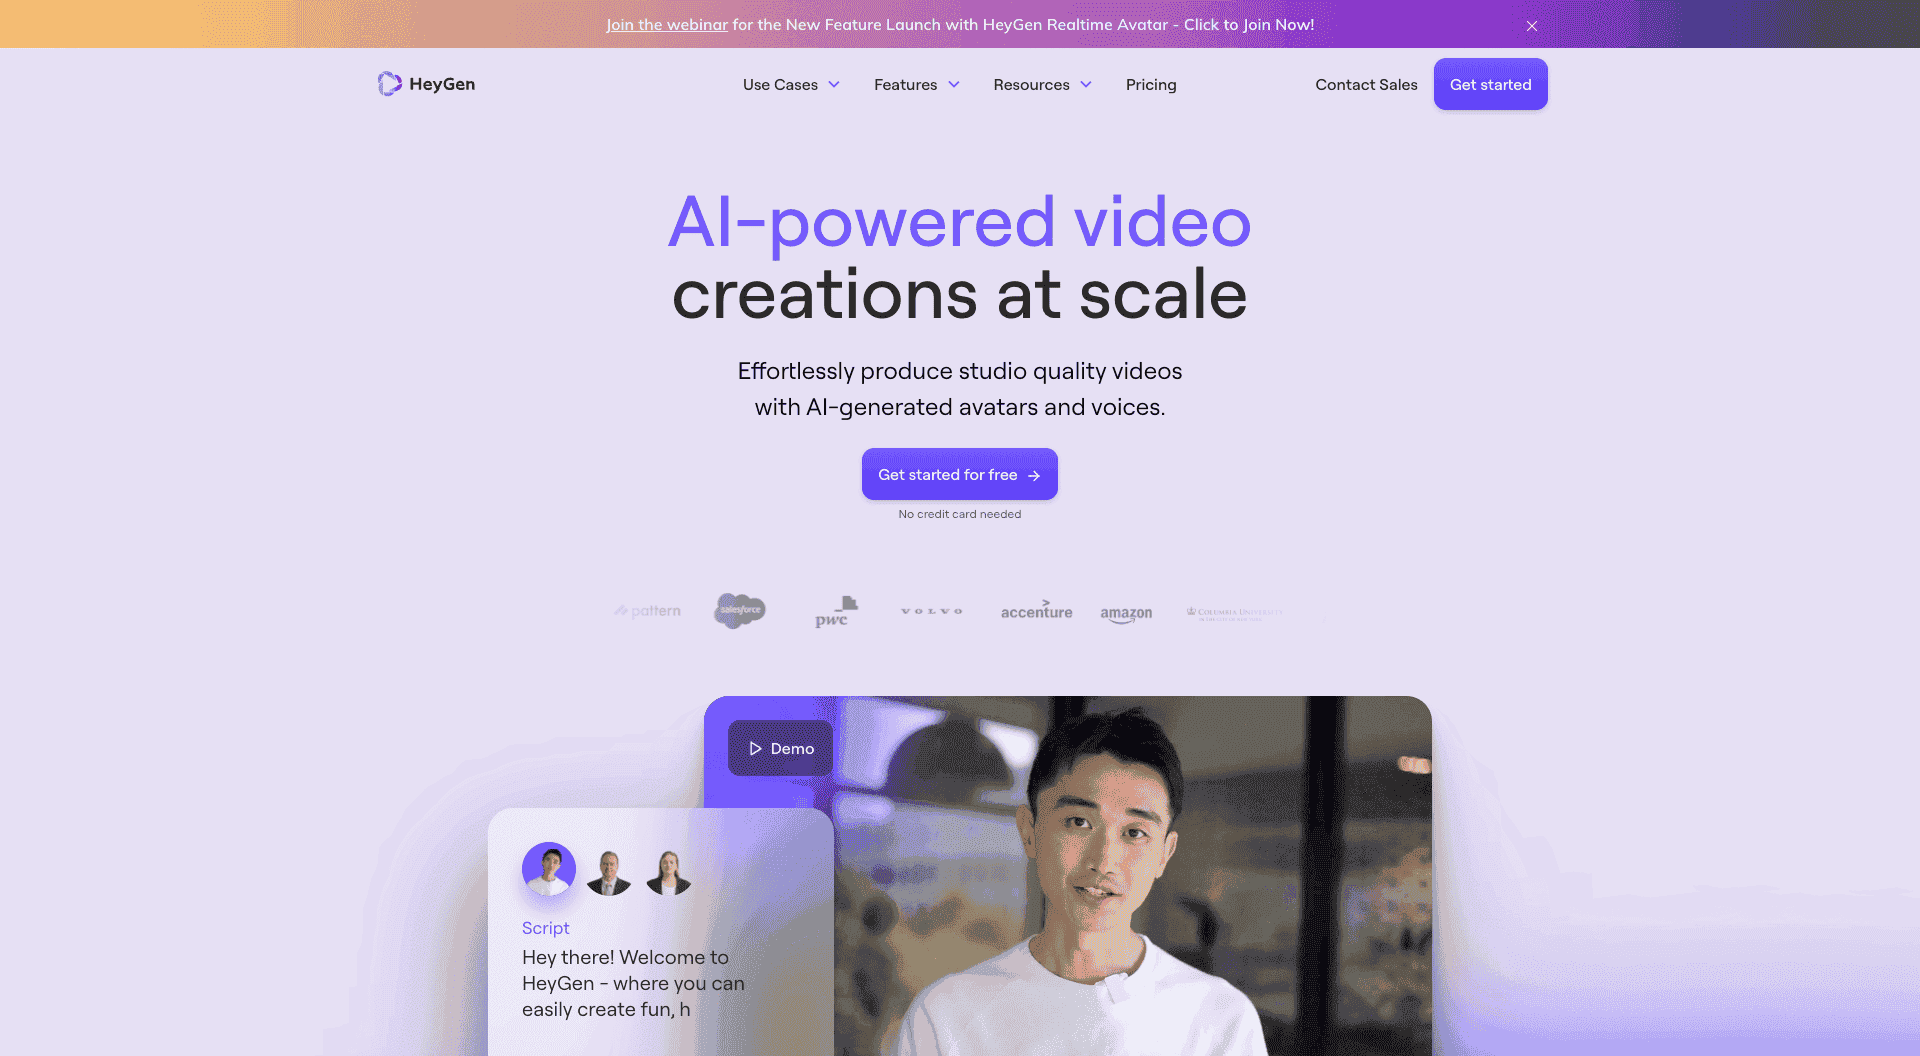 Join the webinar for the New Feature Launch with HeyGen Realtime Avatar - Click to Join Now!
HeyGen
Use Cases
Features
Resources
Pricing
Contact Sales
Get started
AI-powered video
creations at scale
Effortlessly produce studio quality videos
with AI-generated avatars and voices.
Get started for free
No credit card needed
pattern
salesforce
pwc
VOLVO
accenture
amazon
COLUMBIA UNIVERSITY
Demo
Script
Hey there! Welcome to
HeyGen - where you can
easily create fun, h